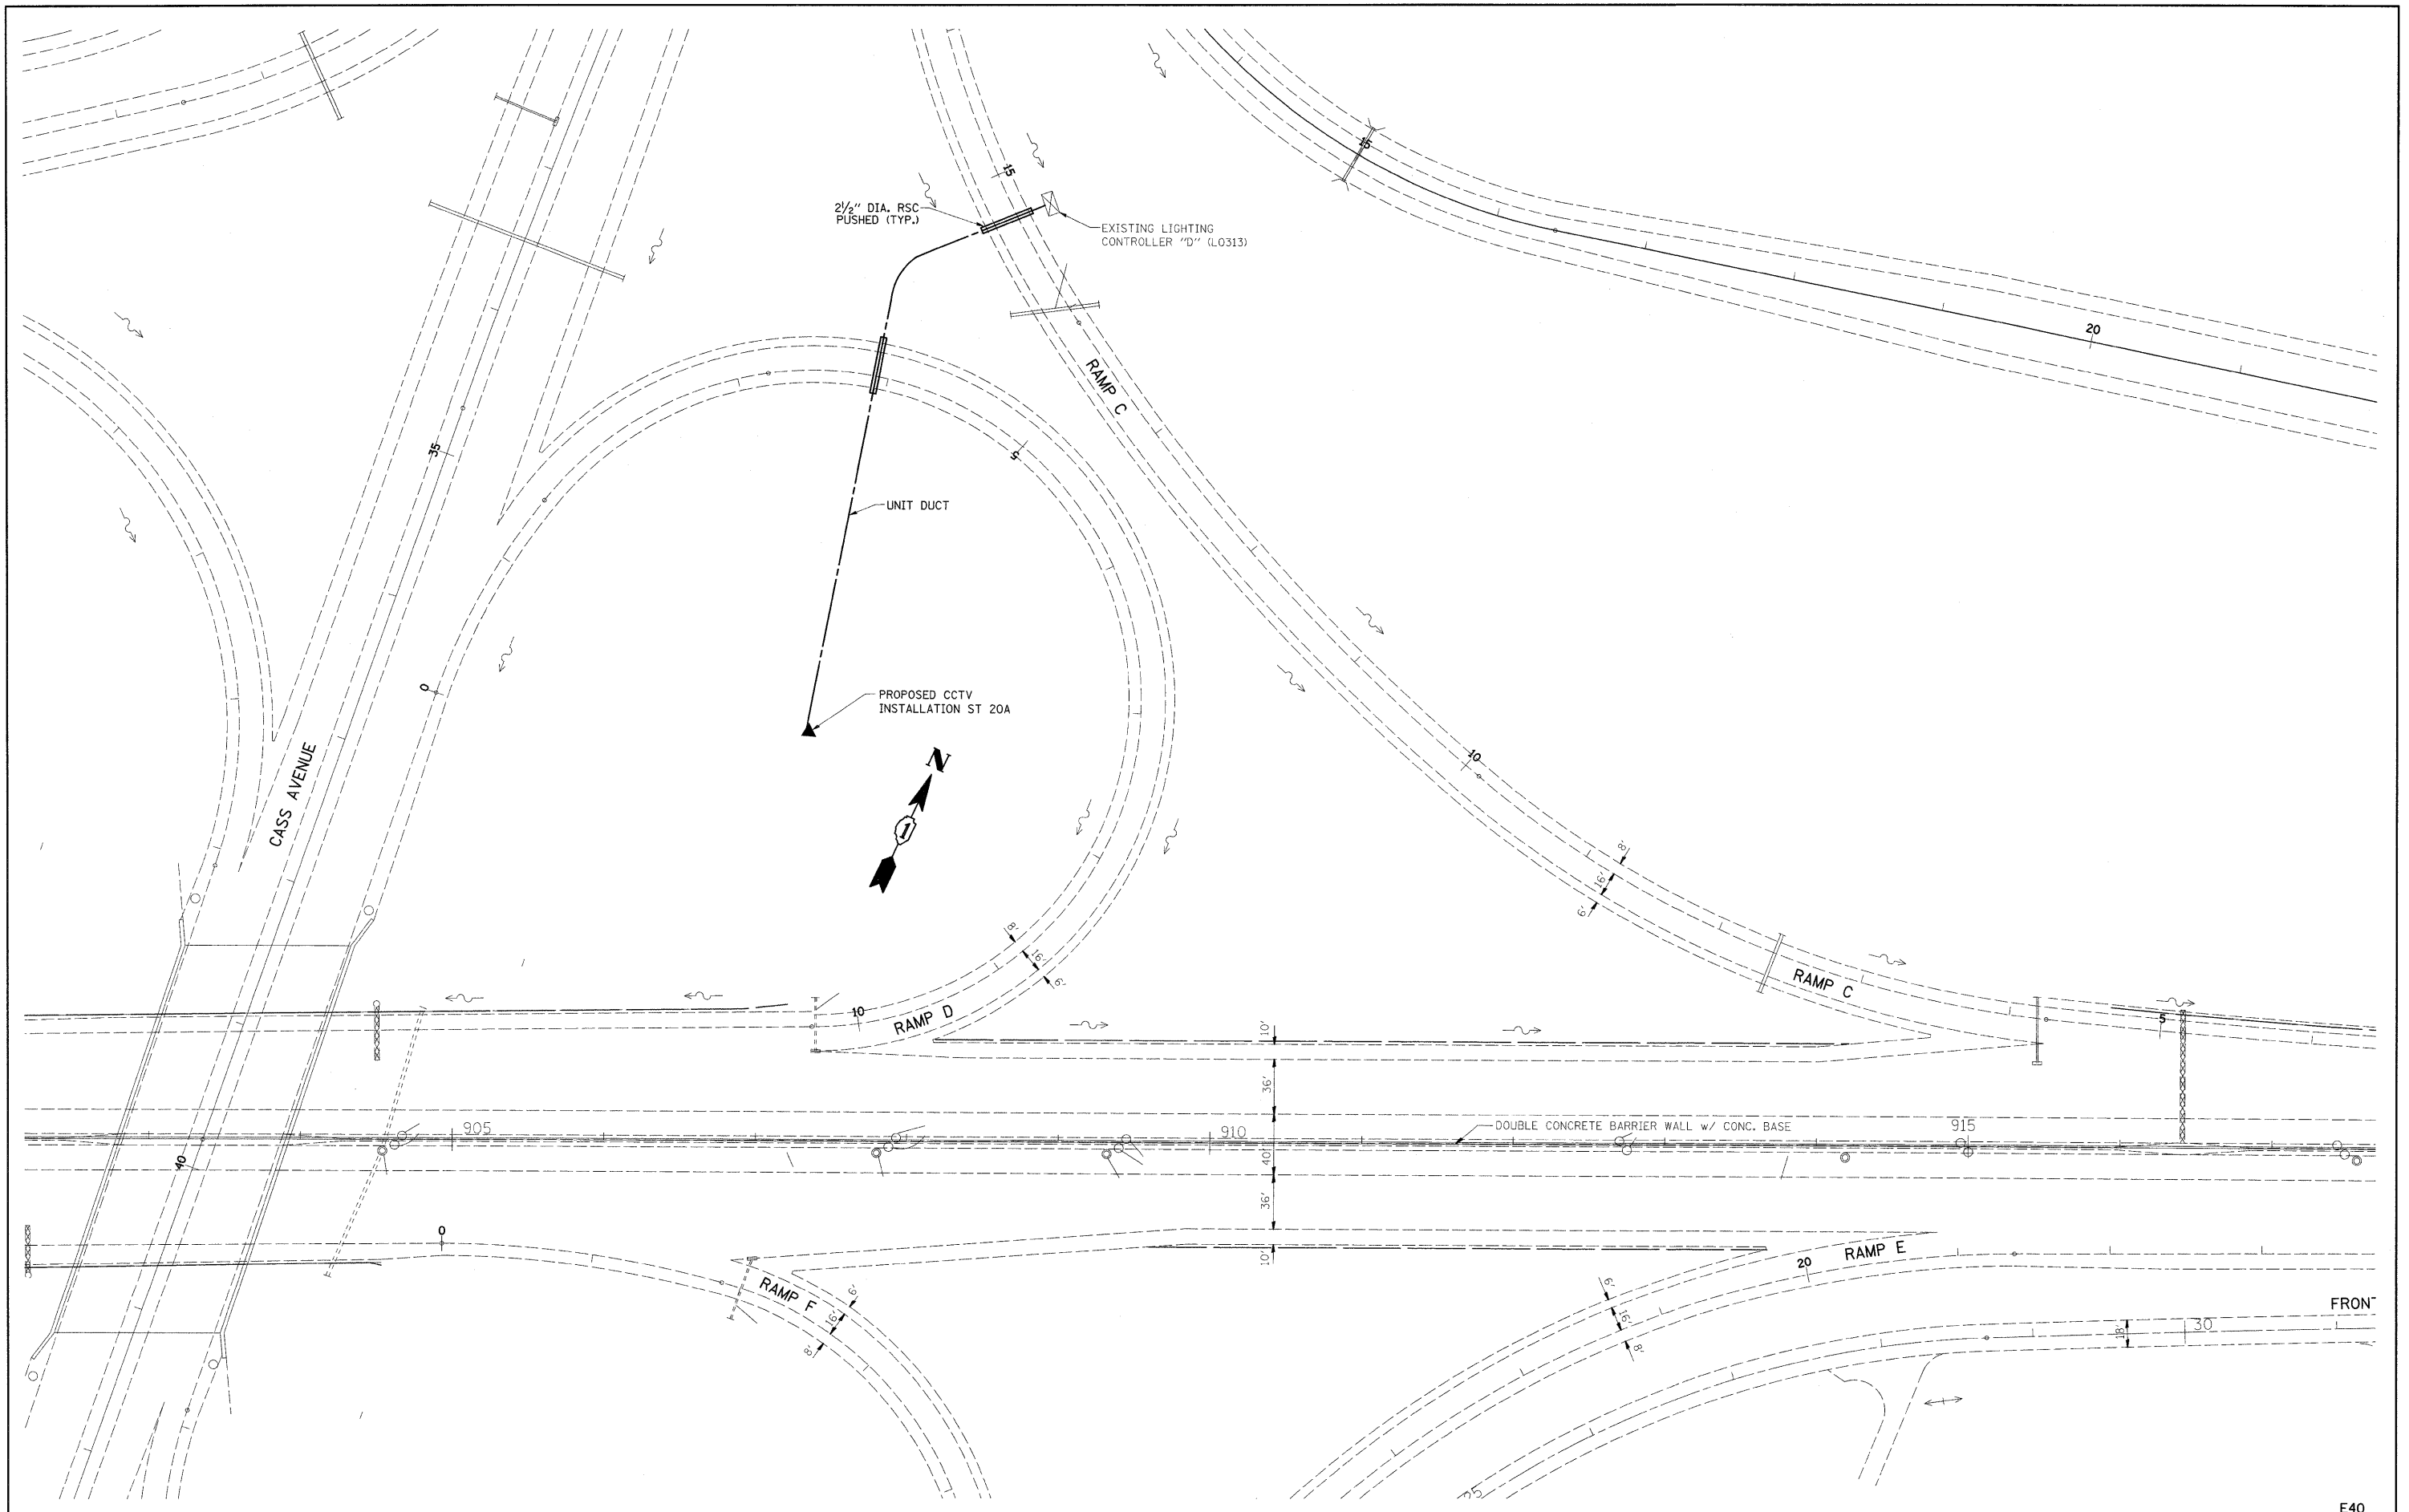 15
15
2½" DIA. RSC
PUSHED (TYP.)
EXISTING LIGHTING
CONTROLLER "D" (L0313)
20
RAMP C
35
5
UNIT DUCT
0
PROPOSED CCTV
INSTALLATION ST 20A
N
1
10
CASS AVENUE
8'
16'
6'
8'
16'
6'
RAMP C
10
RAMP D
5
10'
36'
905
910
DOUBLE CONCRETE BARRIER WALL w/ CONC. BASE
915
40
40'
36'
0
10'
RAMP E
20
RAMP F
6'
16'
8'
6'
16'
8'
FRONT
18'
30
35
E40